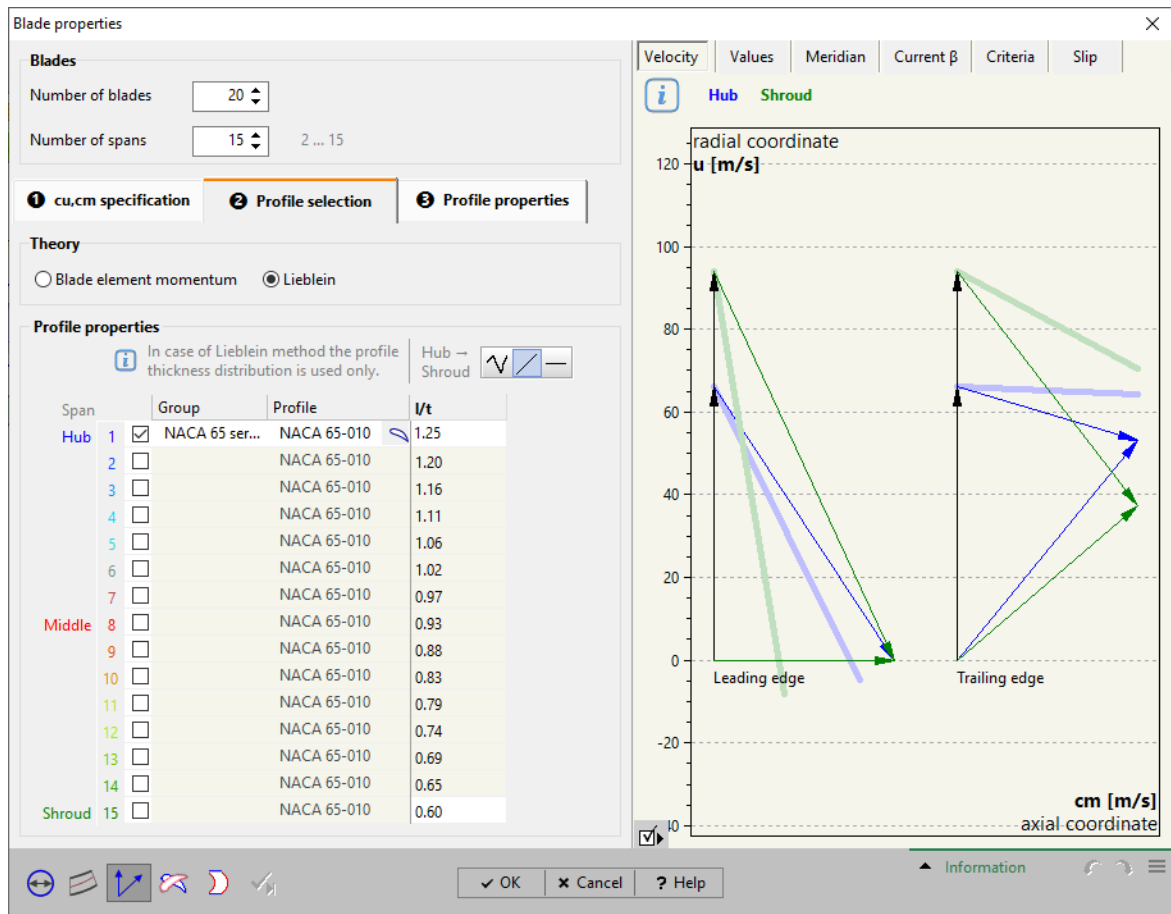 Blade properties
Blades
Number of blades 20
Number of spans 15 2 ... 15
1 cu,cm specification 2 Profile selection 3 Profile properties
Theory
Blade element momentum Lieblein
Profile properties
In case of Lieblein method the profile
thickness distribution is used only.
Hub →
Shroud
Span Group Profile l/t
Hub 1 NACA 65 ser... NACA 65-010 1.25
2 NACA 65-010 1.20
3 NACA 65-010 1.16
4 NACA 65-010 1.11
5 NACA 65-010 1.06
6 NACA 65-010 1.02
7 NACA 65-010 0.97
Middle 8 NACA 65-010 0.93
9 NACA 65-010 0.88
10 NACA 65-010 0.83
11 NACA 65-010 0.79
12 NACA 65-010 0.74
13 NACA 65-010 0.69
14 NACA 65-010 0.65
Shroud 15 NACA 65-010 0.60
Velocity Values Meridian Current β Criteria Slip
i Hub Shroud
radial coordinate
u [m/s]
120
100
80
60
40
20
0
Leading edge Trailing edge
-20
cm [m/s]
axial coordinate
40
OK Cancel ? Help
Information